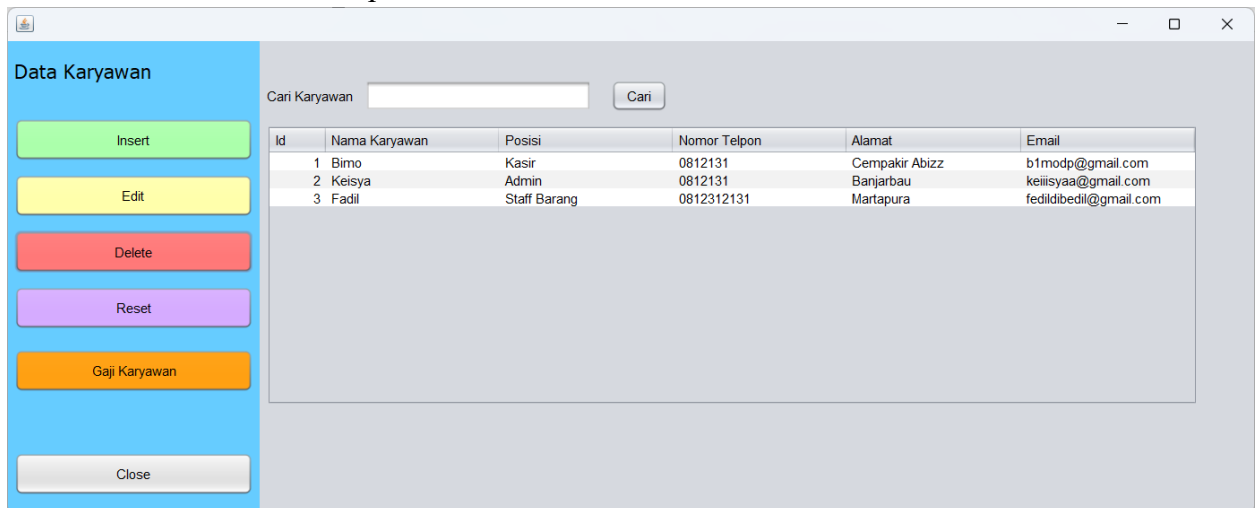 Data Karyawan
Cari Karyawan Cari
Insert
Edit
Delete
Reset
Gaji Karyawan
Close
Id Nama Karyawan Posisi Nomor Telpon Alamat Email
1 Bimo Kasir 0812131 Cempakir Abizz b1modp@gmail.com
2 Keisya Admin 0812131 Banjarbau keiiisyaa@gmail.com
3 Fadil Staff Barang 0812312131 Martapura fedildibedil@gmail.com